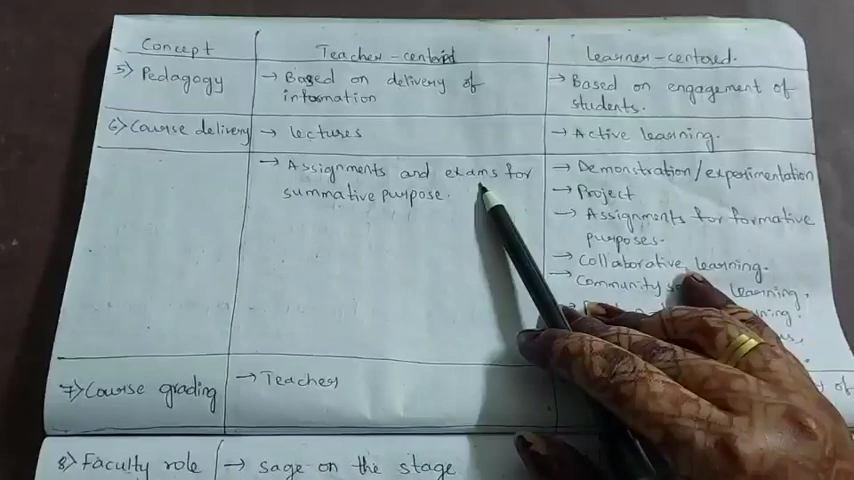 Concept Teacher-centered Learner-centered.
5) Pedagogy → Based on delivery of → Based on engagement of
information students.
6) Course delivery → lectures → Active learning.
→ Assignments and exams for → Demonstration/experimentation
summative purpose. → Project
→ Assignments for formative
purposes.
→ Collaborative learning.
→ Community learning.
7) Course grading → Teacher of
8) Faculty role → sage on the stage